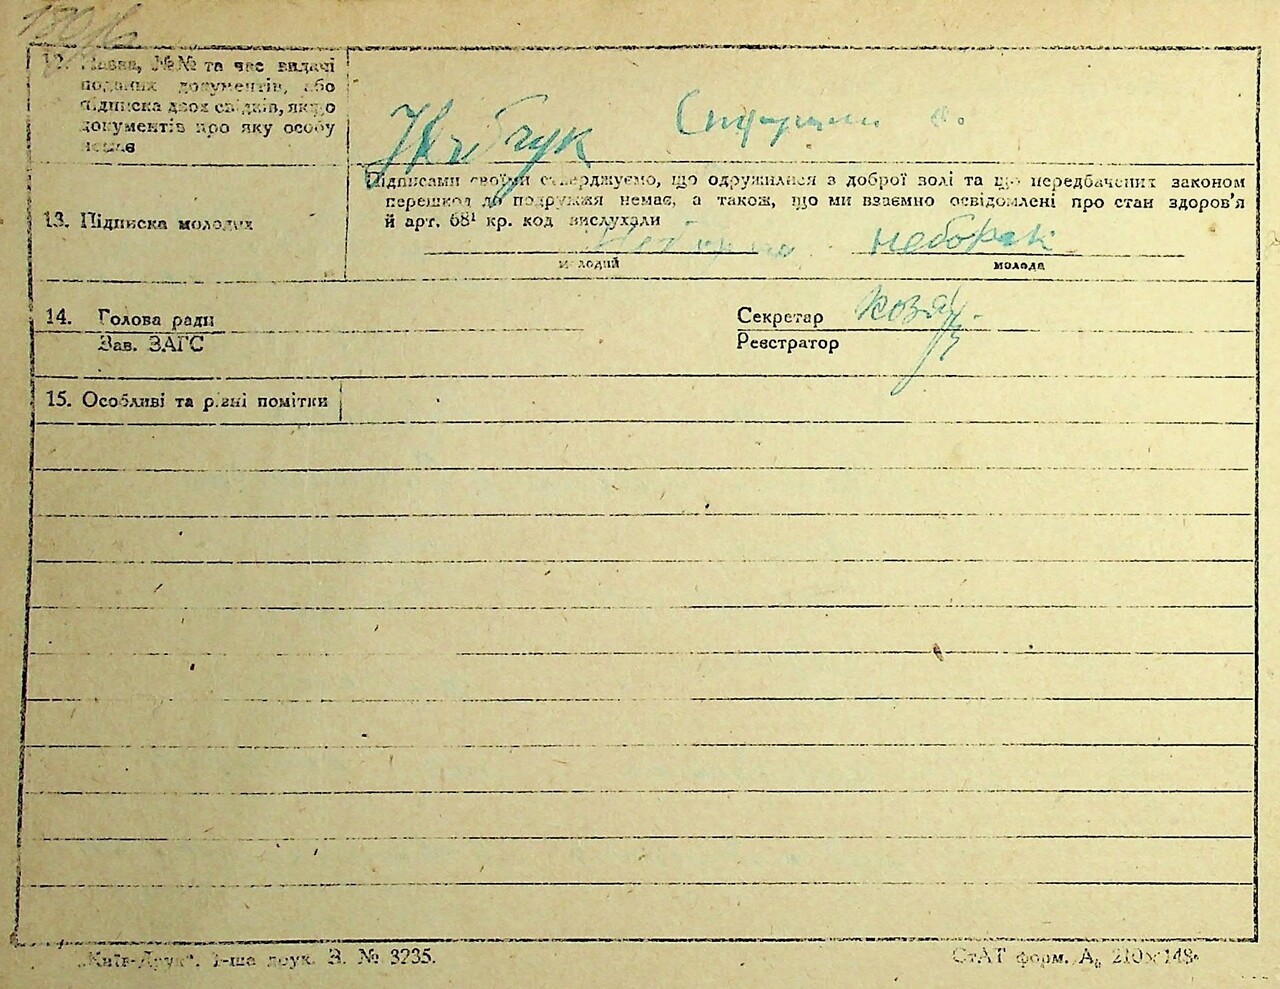 12. Назва, №№ та час видачі
поданих документів, або
підписка двох свідків, якщо
документів про яку особу
немає
Підписами своїми стверджуємо, що одружилися з доброї волі та що передбачених законом
перешкод до подружжя немає, а також, що ми взаємно освідомлені про стан здоров'я
й арт. 68¹ кр. код вислухали
13. Підписка молодих
неборак
молодий молода
14. Голова ради Секретар
Зав. ЗАГС Реєстратор
15. Особливі та різні помітки
„Київ-Друк“. 1-ша друк. З. № 3235. СтАТ форм. А₅ 210×148